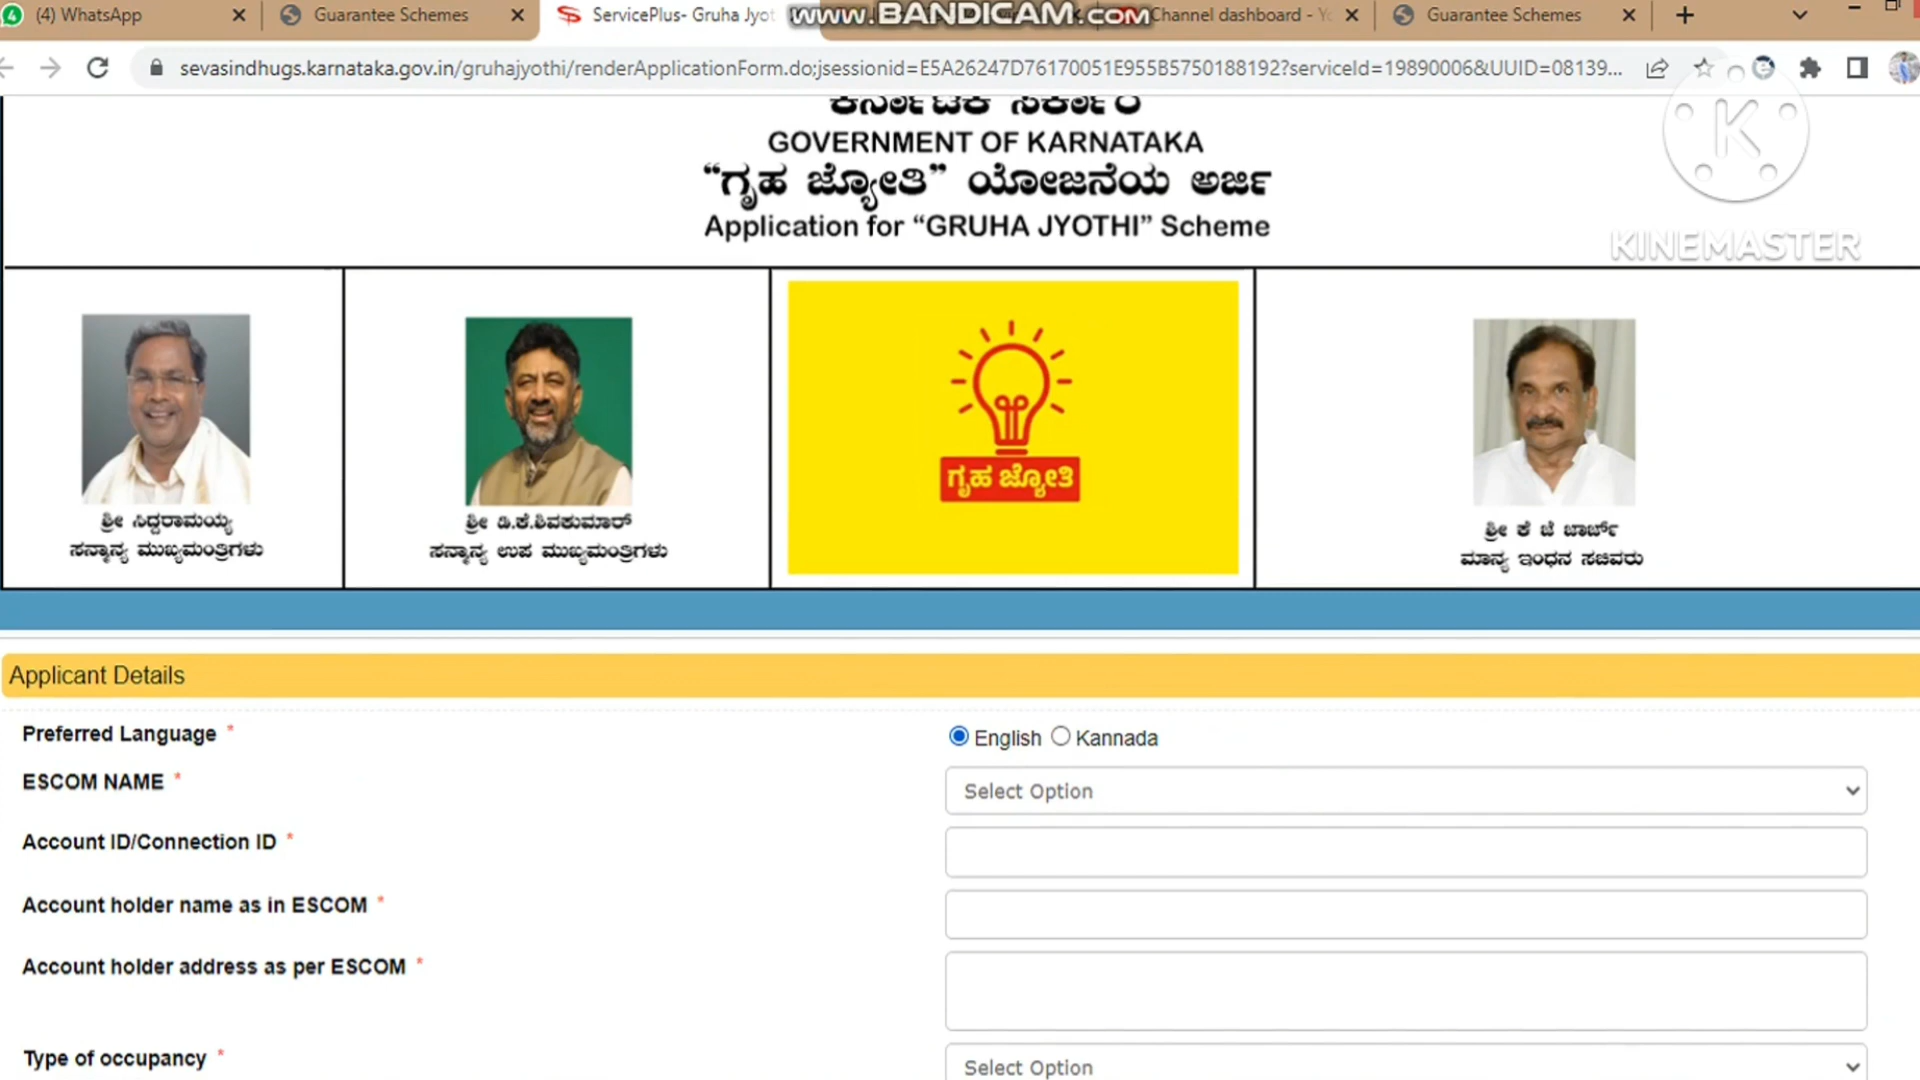 (4) WhatsApp
Guarantee Schemes
ServicePlus- Gruha Jyot
www.BANDICAM.com
Channel dashboard - Y
Guarantee Schemes
sevasindhugs.karnataka.gov.in/gruhajyothi/renderApplicationForm.do;jsessionid=E5A26247D76170051E955B5750188192?serviceId=19890006&UUID=08139...
ಕರ್ನಾಟಕ ಸರ್ಕಾರ
GOVERNMENT OF KARNATAKA
“ಗೃಹ ಜ್ಯೋತಿ” ಯೋಜನೆಯ ಅರ್ಜಿ
Application for “GRUHA JYOTHI” Scheme
K
KINEMASTER
ಗೃಹ ಜ್ಯೋತಿ
ಶ್ರೀ ಸಿದ್ದರಾಮಯ್ಯ
ಸನ್ಮಾನ್ಯ ಮುಖ್ಯಮಂತ್ರಿಗಳು
ಶ್ರೀ ಡಿ.ಕೆ.ಶಿವಕುಮಾರ್
ಸನ್ಮಾನ್ಯ ಉಪ ಮುಖ್ಯಮಂತ್ರಿಗಳು
ಶ್ರೀ ಕೆ ಜೆ ಜಾರ್ಜ್
ಮಾನ್ಯ ಇಂಧನ ಸಚಿವರು
Applicant Details
Preferred Language *
English Kannada
ESCOM NAME *
Select Option
Account ID/Connection ID *
Account holder name as in ESCOM *
Account holder address as per ESCOM *
Type of occupancy *
Select Option